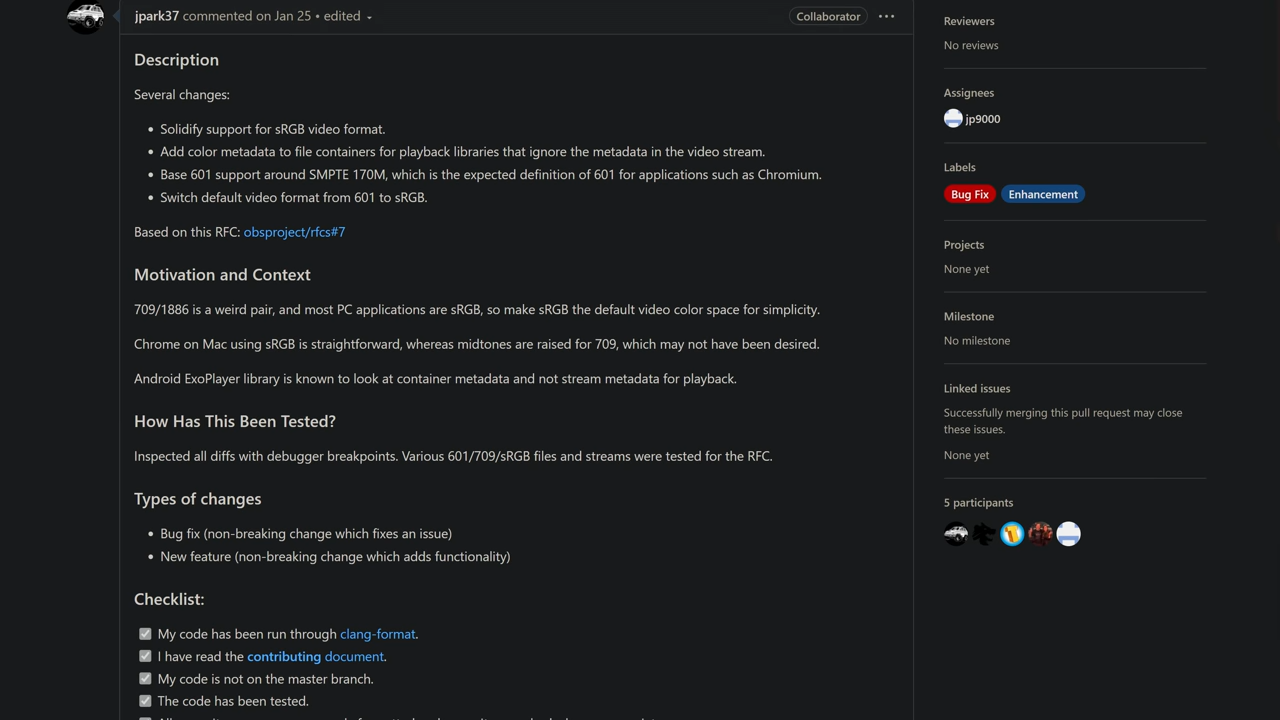 jpark37 commented on Jan 25 • edited
Collaborator
Description
Several changes:
• Solidify support for sRGB video format.
• Add color metadata to file containers for playback libraries that ignore the metadata in the video stream.
• Base 601 support around SMPTE 170M, which is the expected definition of 601 for applications such as Chromium.
• Switch default video format from 601 to sRGB.
Based on this RFC: obsproject/rfcs#7
Motivation and Context
709/1886 is a weird pair, and most PC applications are sRGB, so make sRGB the default video color space for simplicity.
Chrome on Mac using sRGB is straightforward, whereas midtones are raised for 709, which may not have been desired.
Android ExoPlayer library is known to look at container metadata and not stream metadata for playback.
How Has This Been Tested?
Inspected all diffs with debugger breakpoints. Various 601/709/sRGB files and streams were tested for the RFC.
Types of changes
• Bug fix (non-breaking change which fixes an issue)
• New feature (non-breaking change which adds functionality)
Checklist:
My code has been run through clang-format.
I have read the contributing document.
My code is not on the master branch.
The code has been tested.
Reviewers
No reviews
Assignees
jp9000
Labels
Bug Fix
Enhancement
Projects
None yet
Milestone
No milestone
Linked issues
Successfully merging this pull request may close
these issues.
None yet
5 participants